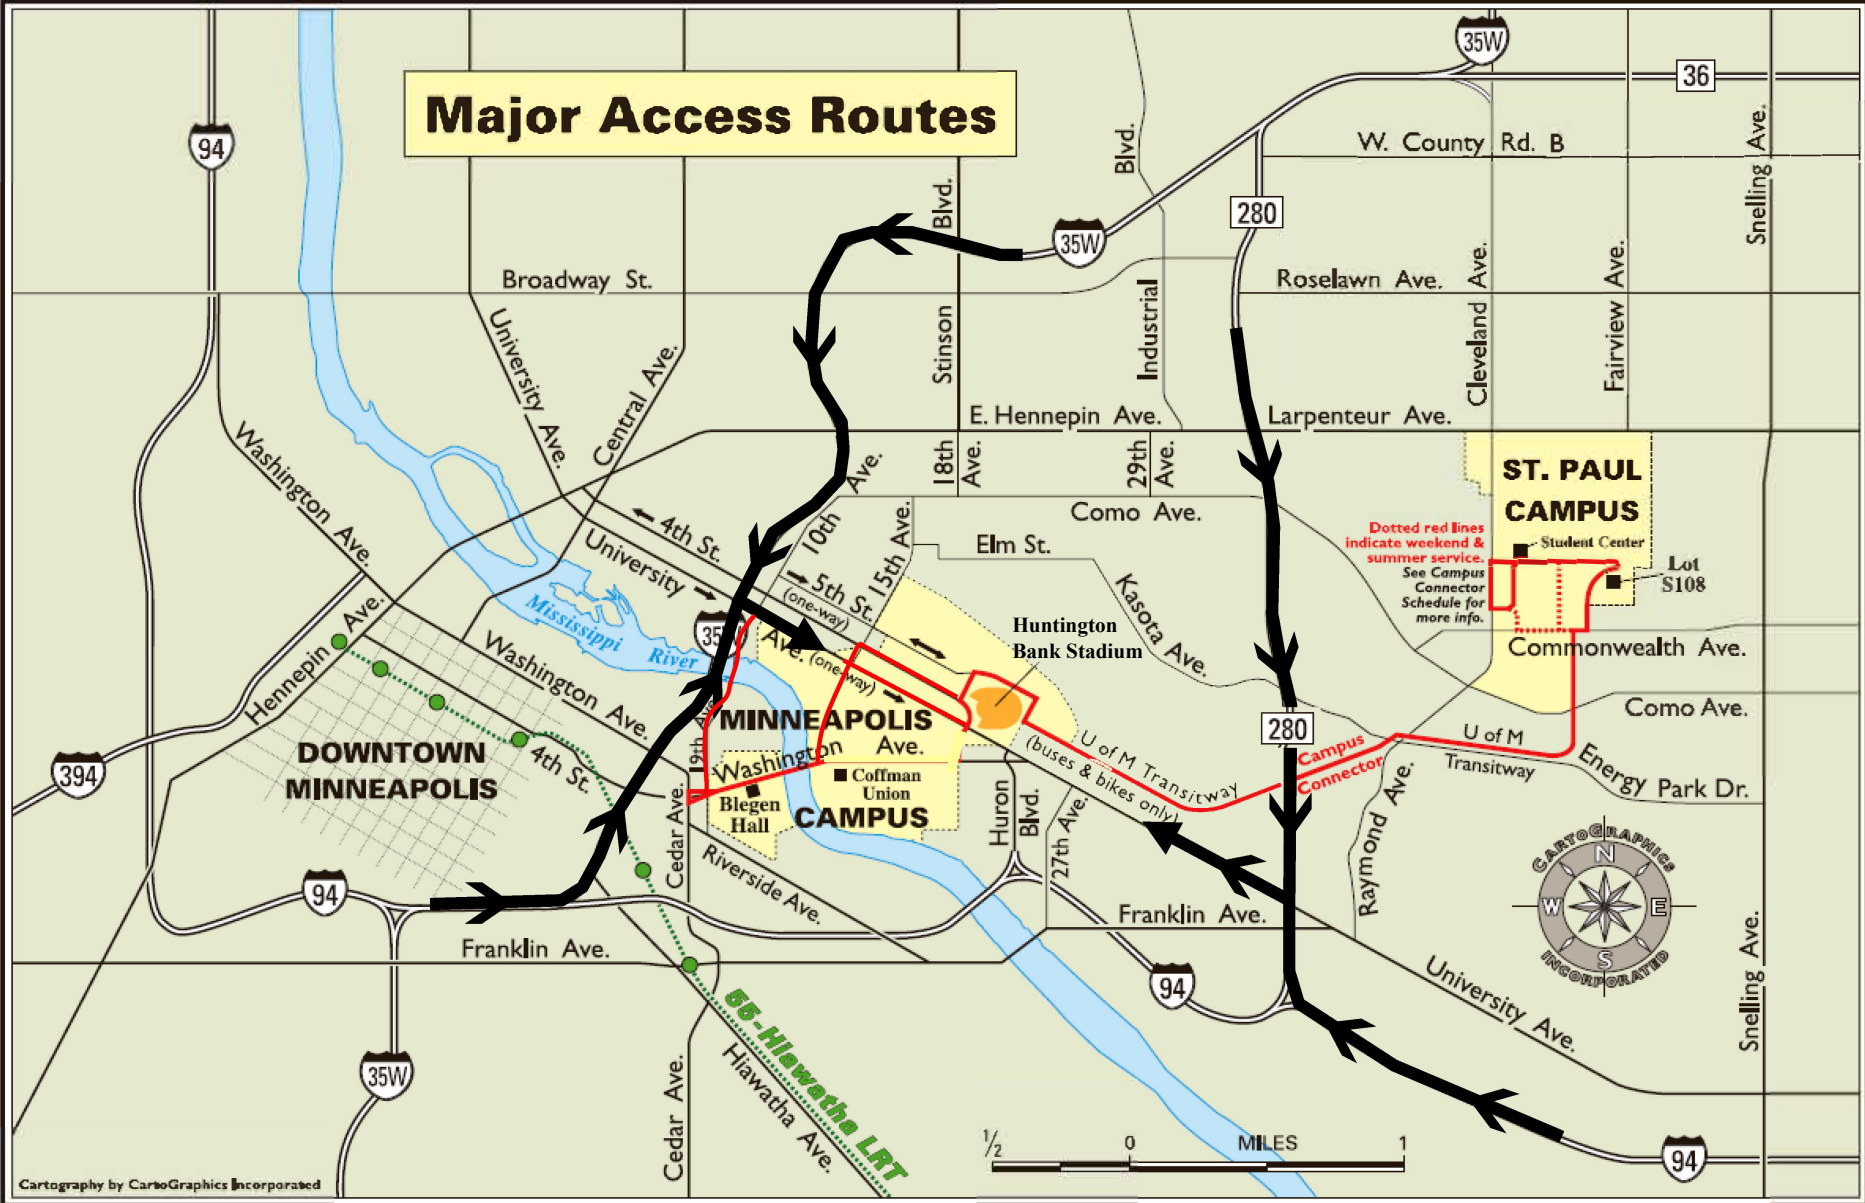 Major Access Routes
35W
36
94
W. County Rd. B
Blvd.
Snelling Ave.
280
Blvd.
35W
Broadway St.
Roselawn Ave.
Cleveland Ave.
Fairview Ave.
University Ave.
Central Ave.
Stinson
Industrial
E. Hennepin Ave.
Larpenteur Ave.
Washington Ave.
18th Ave.
29th Ave.
10th Ave.
15th Ave.
ST. PAUL
CAMPUS
4th St.
University
Como Ave.
Elm St.
Dotted red lines
indicate weekend &
summer service.
See Campus
Connector
Schedule for
more info.
Student Center
Lot
S108
5th St.
(one-way)
Kasota Ave.
Mississippi
River
35W
Ave. (one-way)
Huntington
Bank Stadium
Commonwealth Ave.
Hennepin Ave.
Washington Ave.
19th Ave.
MINNEAPOLIS
Como Ave.
280
DOWNTOWN
MINNEAPOLIS
4th St.
394
Washington Ave.
Coffman
Union
Blegen
Hall
CAMPUS
U of M Transitway
(buses & bikes only)
Campus
Connector
U of M
Transitway
Energy Park Dr.
Cedar Ave.
Riverside Ave.
Huron Blvd.
27th Ave.
Raymond Ave.
CARTOGRAPHICS
N
W
E
S
INCORPORATED
94
Franklin Ave.
Franklin Ave.
94
University Ave.
Snelling Ave.
55-Hiawatha LRT
Hiawatha Ave.
35W
Cedar Ave.
1/2
0
MILES
1
94
Cartography by CartoGraphics Incorporated